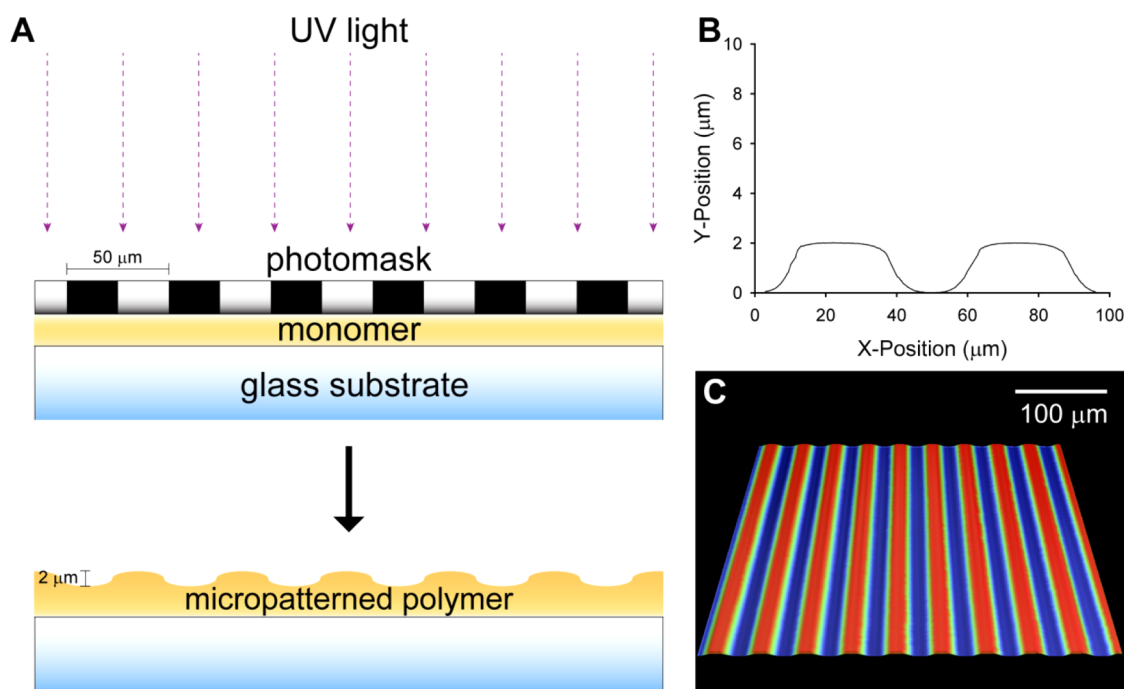 A
UV light
50 μm
photomask
monomer
glass substrate
2 μm
micropatterned polymer
B
10
8
6
4
2
0
Y-Position (μm)
0 20 40 60 80 100
X-Position (μm)
C
100 μm